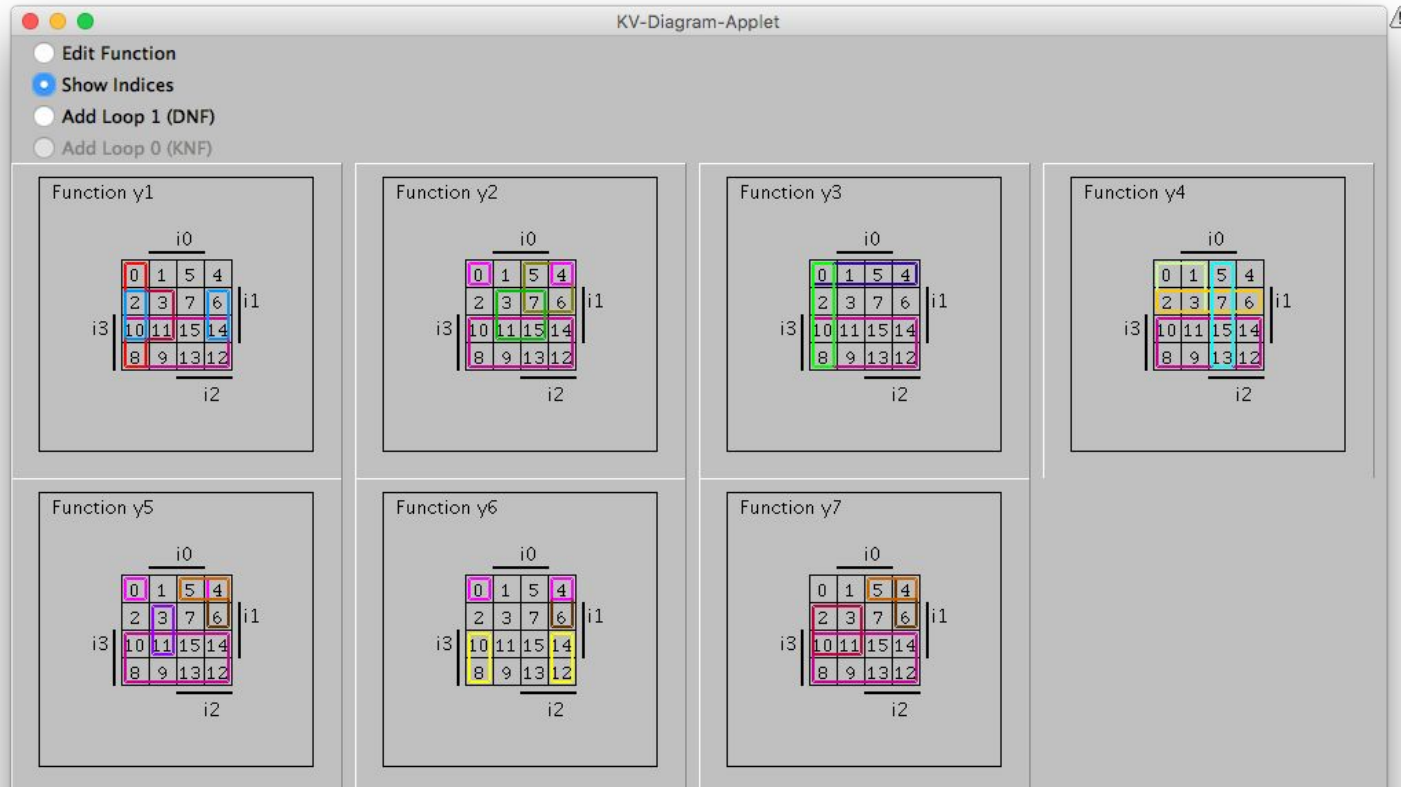 KV-Diagram-Applet
Edit Function
Show Indices
Add Loop 1 (DNF)
Add Loop 0 (KNF)
Function y1
i0
0 1 5 4
2 3 7 6 i1
i3 10 11 15 14
8 9 13 12
i2
Function y2
i0
0 1 5 4
2 3 7 6 i1
i3 10 11 15 14
8 9 13 12
i2
Function y3
i0
0 1 5 4
2 3 7 6 i1
i3 10 11 15 14
8 9 13 12
i2
Function y4
i0
0 1 5 4
2 3 7 6 i1
i3 10 11 15 14
8 9 13 12
i2
Function y5
i0
0 1 5 4
2 3 7 6 i1
i3 10 11 15 14
8 9 13 12
i2
Function y6
i0
0 1 5 4
2 3 7 6 i1
i3 10 11 15 14
8 9 13 12
i2
Function y7
i0
0 1 5 4
2 3 7 6 i1
i3 10 11 15 14
8 9 13 12
i2